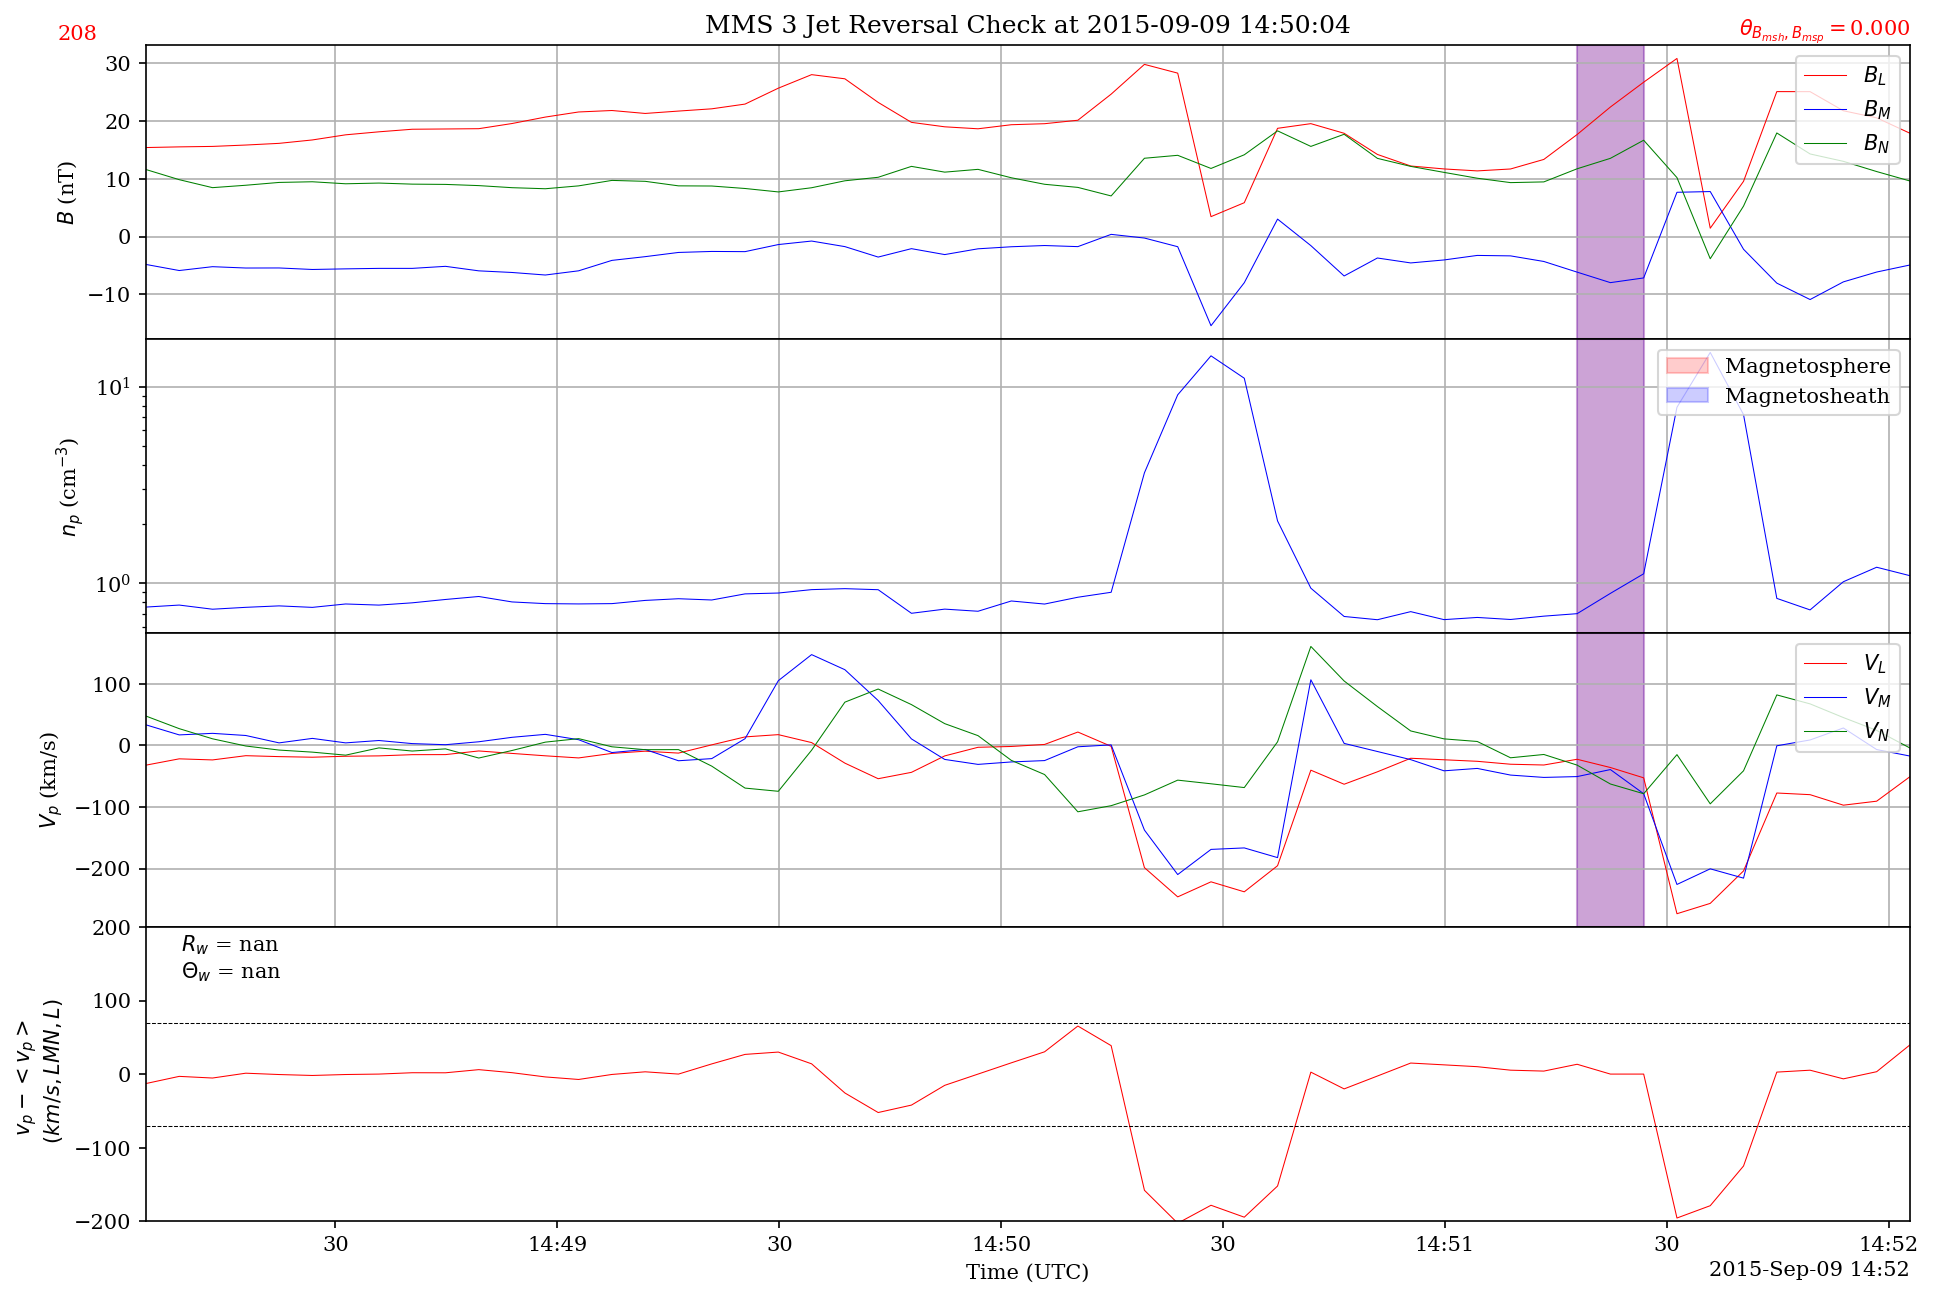 208
MMS 3 Jet Reversal Check at 2015-09-09 14:50:04
$\theta_{B_{msh}, B_{msp}} = 0.000$
30
20
10
0
−10
$B$ (nT)
$B_L$
$B_M$
$B_N$
$10^1$
$10^0$
$n_p$ (cm$^{-3}$)
Magnetosphere
Magnetosheath
100
0
−100
−200
$V_p$ (km/s)
$V_L$
$V_M$
$V_N$
200
100
0
−100
−200
$v_p - <v_p>$
$(km/s, LMN, L)$
$R_w$ = nan
$\Theta_w$ = nan
30 14:49 30 14:50 30 14:51 30 14:52
Time (UTC)
2015-Sep-09 14:52